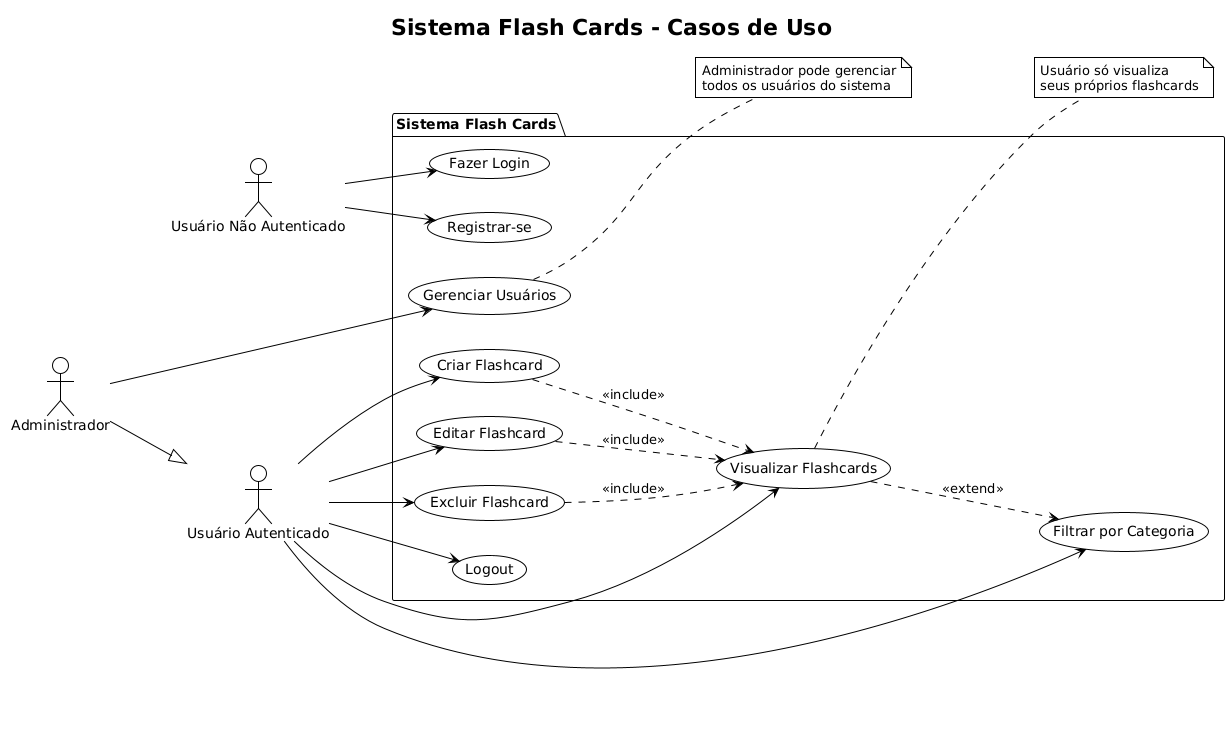 Sistema Flash Cards - Casos de Uso
Administrador pode gerenciar
todos os usuários do sistema
Usuário só visualiza
seus próprios flashcards
Sistema Flash Cards
Fazer Login
Usuário Não Autenticado
Registrar-se
Gerenciar Usuários
Criar Flashcard
«include»
Administrador
Editar Flashcard
«include»
Visualizar Flashcards
«include»
«extend»
Excluir Flashcard
Usuário Autenticado
Filtrar por Categoria
Logout